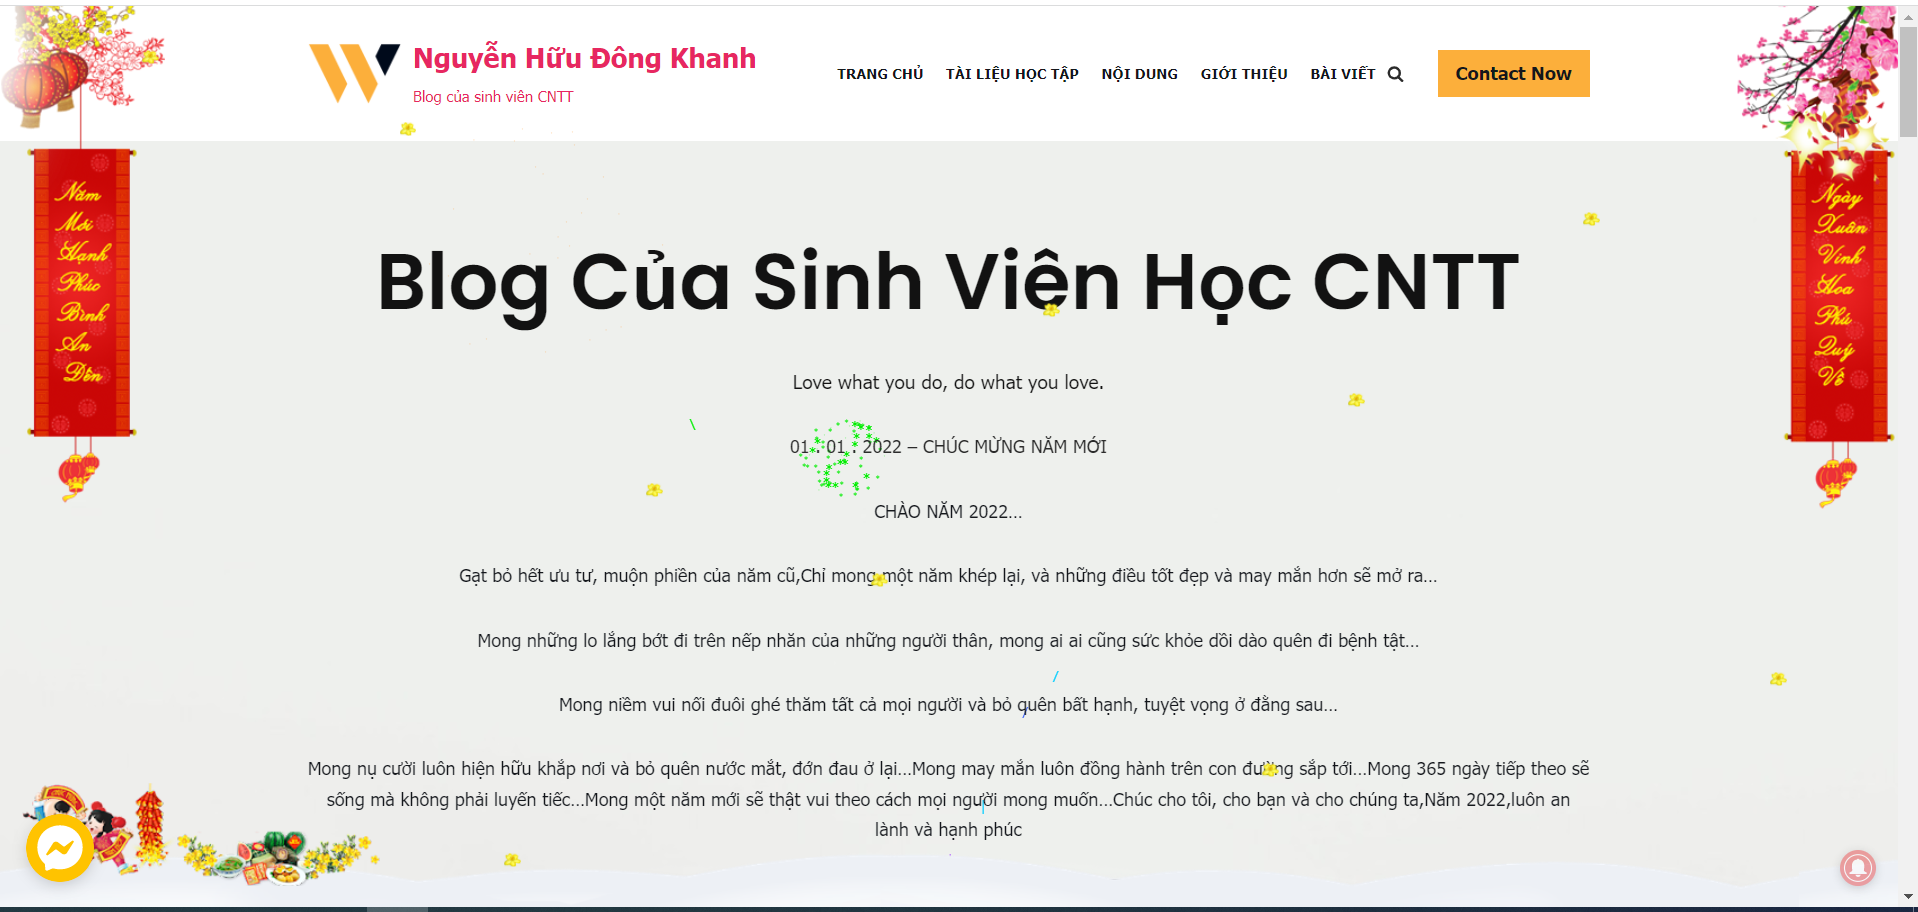 Nguyễn Hữu Đông Khanh
Blog của sinh viên CNTT
TRANG CHỦ
TÀI LIỆU HỌC TẬP
NỘI DUNG
GIỚI THIỆU
BÀI VIẾT
Contact Now
Năm
Mới
Hạnh
Phúc
Bình
An
Đến
Ngày
Xuân
Vinh
Hoa
Phú
Quý
Về
Blog Của Sinh Viên Học CNTT
Love what you do, do what you love.
01 . 01 . 2022 – CHÚC MỪNG NĂM MỚI
CHÀO NĂM 2022...
Gạt bỏ hết ưu tư, muộn phiền của năm cũ,Chỉ mong một năm khép lại, và những điều tốt đẹp và may mắn hơn sẽ mở ra...
Mong những lo lắng bớt đi trên nếp nhăn của những người thân, mong ai ai cũng sức khỏe dồi dào quên đi bệnh tật...
Mong niềm vui nối đuôi ghé thăm tất cả mọi người và bỏ quên bất hạnh, tuyệt vọng ở đằng sau...
Mong nụ cười luôn hiện hữu khắp nơi và bỏ quên nước mắt, đớn đau ở lại...Mong may mắn luôn đồng hành trên con đường sắp tới...Mong 365 ngày tiếp theo sẽ
sống mà không phải luyến tiếc...Mong một năm mới sẽ thật vui theo cách mọi người mong muốn...Chúc cho tôi, cho bạn và cho chúng ta,Năm 2022,luôn an
lành và hạnh phúc